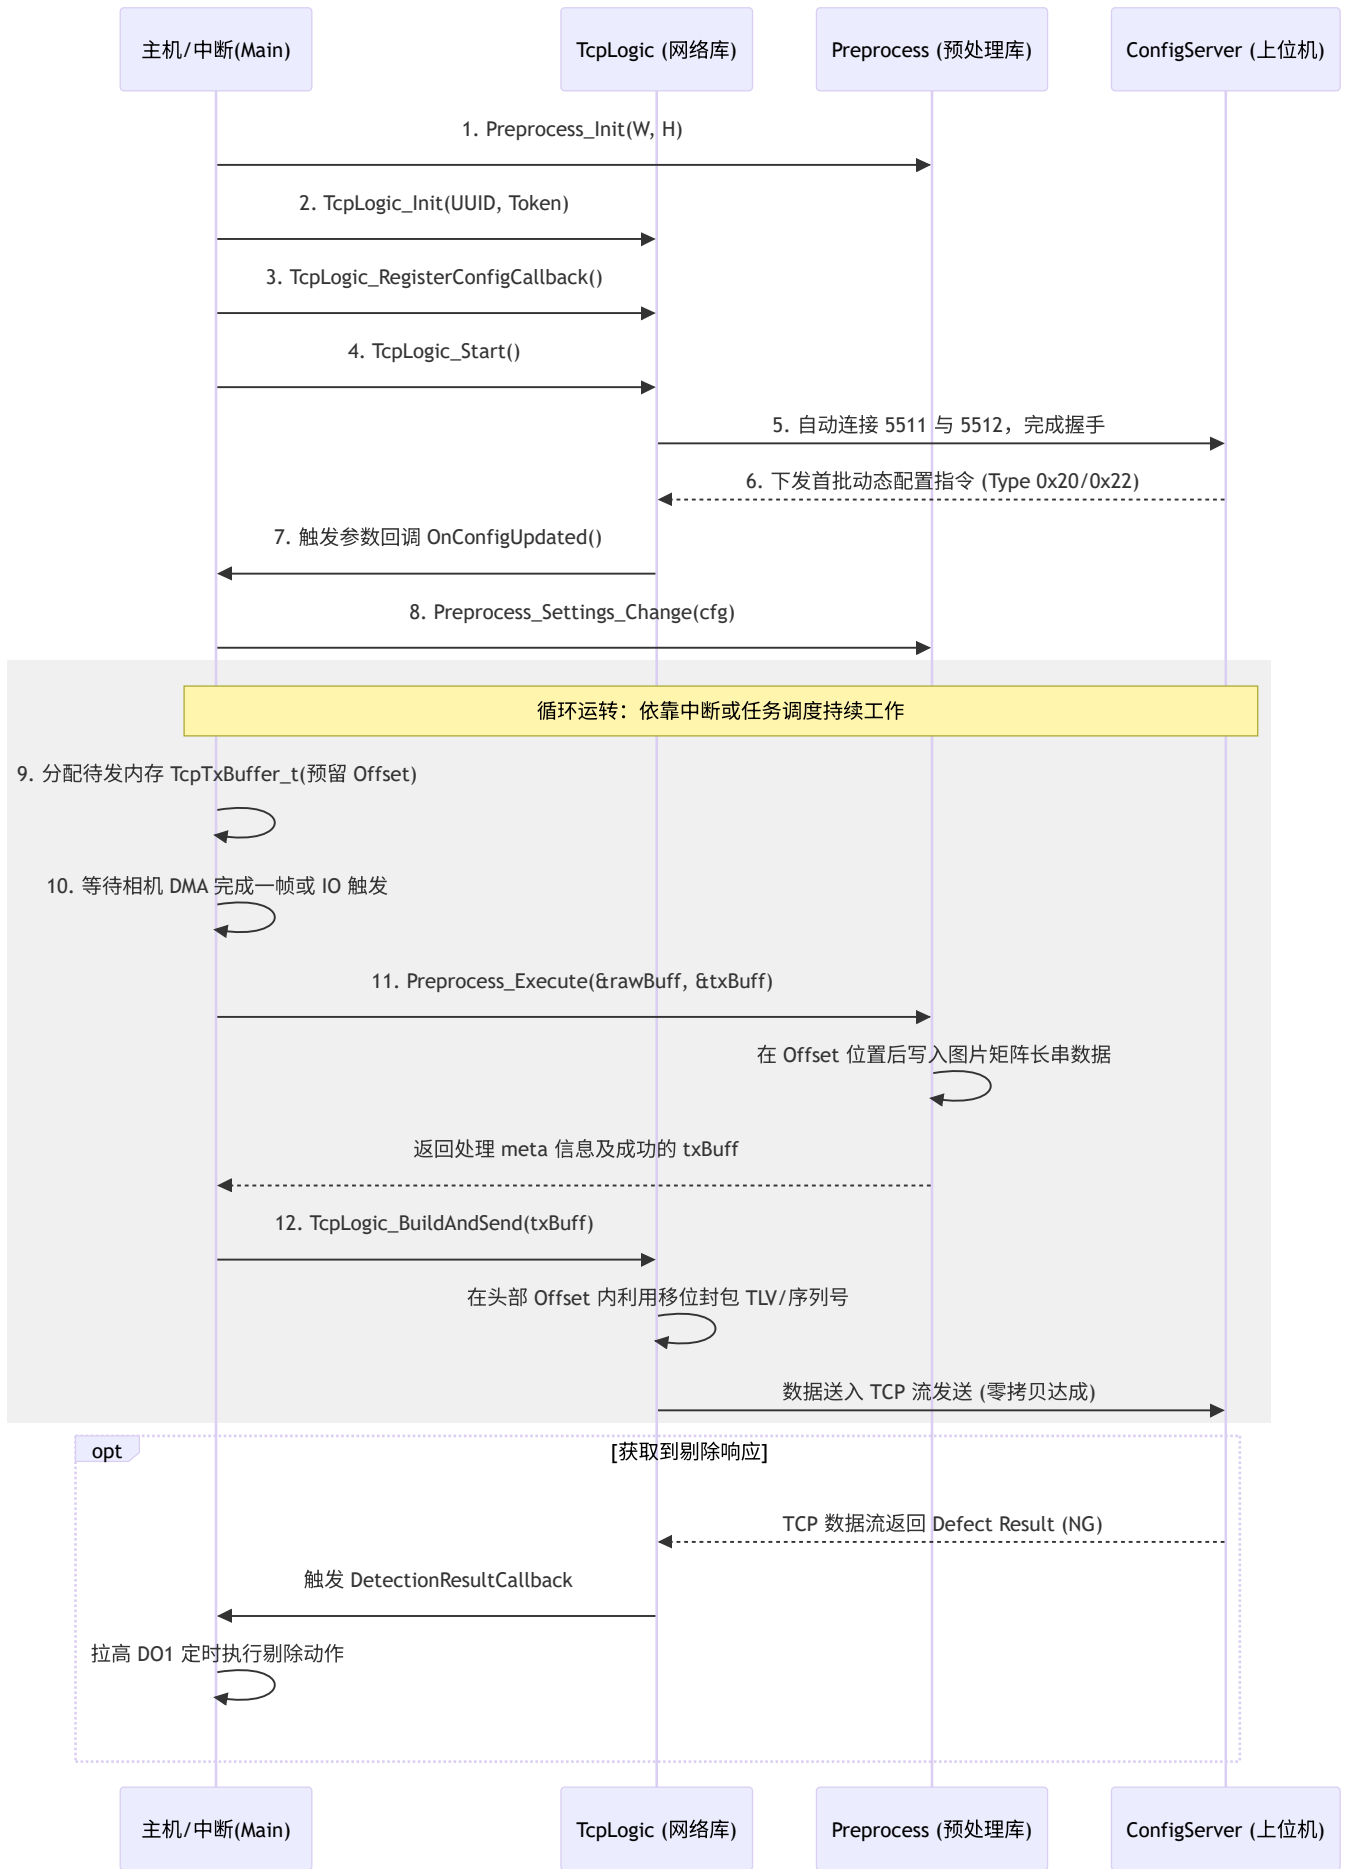 主机/中断(Main)
TcpLogic (网络库)
Preprocess (预处理库)
ConfigServer (上位机)
1. Preprocess_Init(W, H)
2. TcpLogic_Init(UUID, Token)
3. TcpLogic_RegisterConfigCallback()
4. TcpLogic_Start()
5. 自动连接 5511 与 5512，完成握手
6. 下发首批动态配置指令 (Type 0x20/0x22)
7. 触发参数回调 OnConfigUpdated()
8. Preprocess_Settings_Change(cfg)
循环运转：依靠中断或任务调度持续工作
9. 分配待发内存 TcpTxBuffer_t(预留 Offset)
10. 等待相机 DMA 完成一帧或 IO 触发
11. Preprocess_Execute(&rawBuff, &txBuff)
在 Offset 位置后写入图片矩阵长串数据
返回处理 meta 信息及成功的 txBuff
12. TcpLogic_BuildAndSend(txBuff)
在头部 Offset 内利用移位封包 TLV/序列号
数据送入 TCP 流发送 (零拷贝达成)
opt
[获取到剔除响应]
TCP 数据流返回 Defect Result (NG)
触发 DetectionResultCallback
拉高 DO1 定时执行剔除动作
主机/中断(Main)
TcpLogic (网络库)
Preprocess (预处理库)
ConfigServer (上位机)